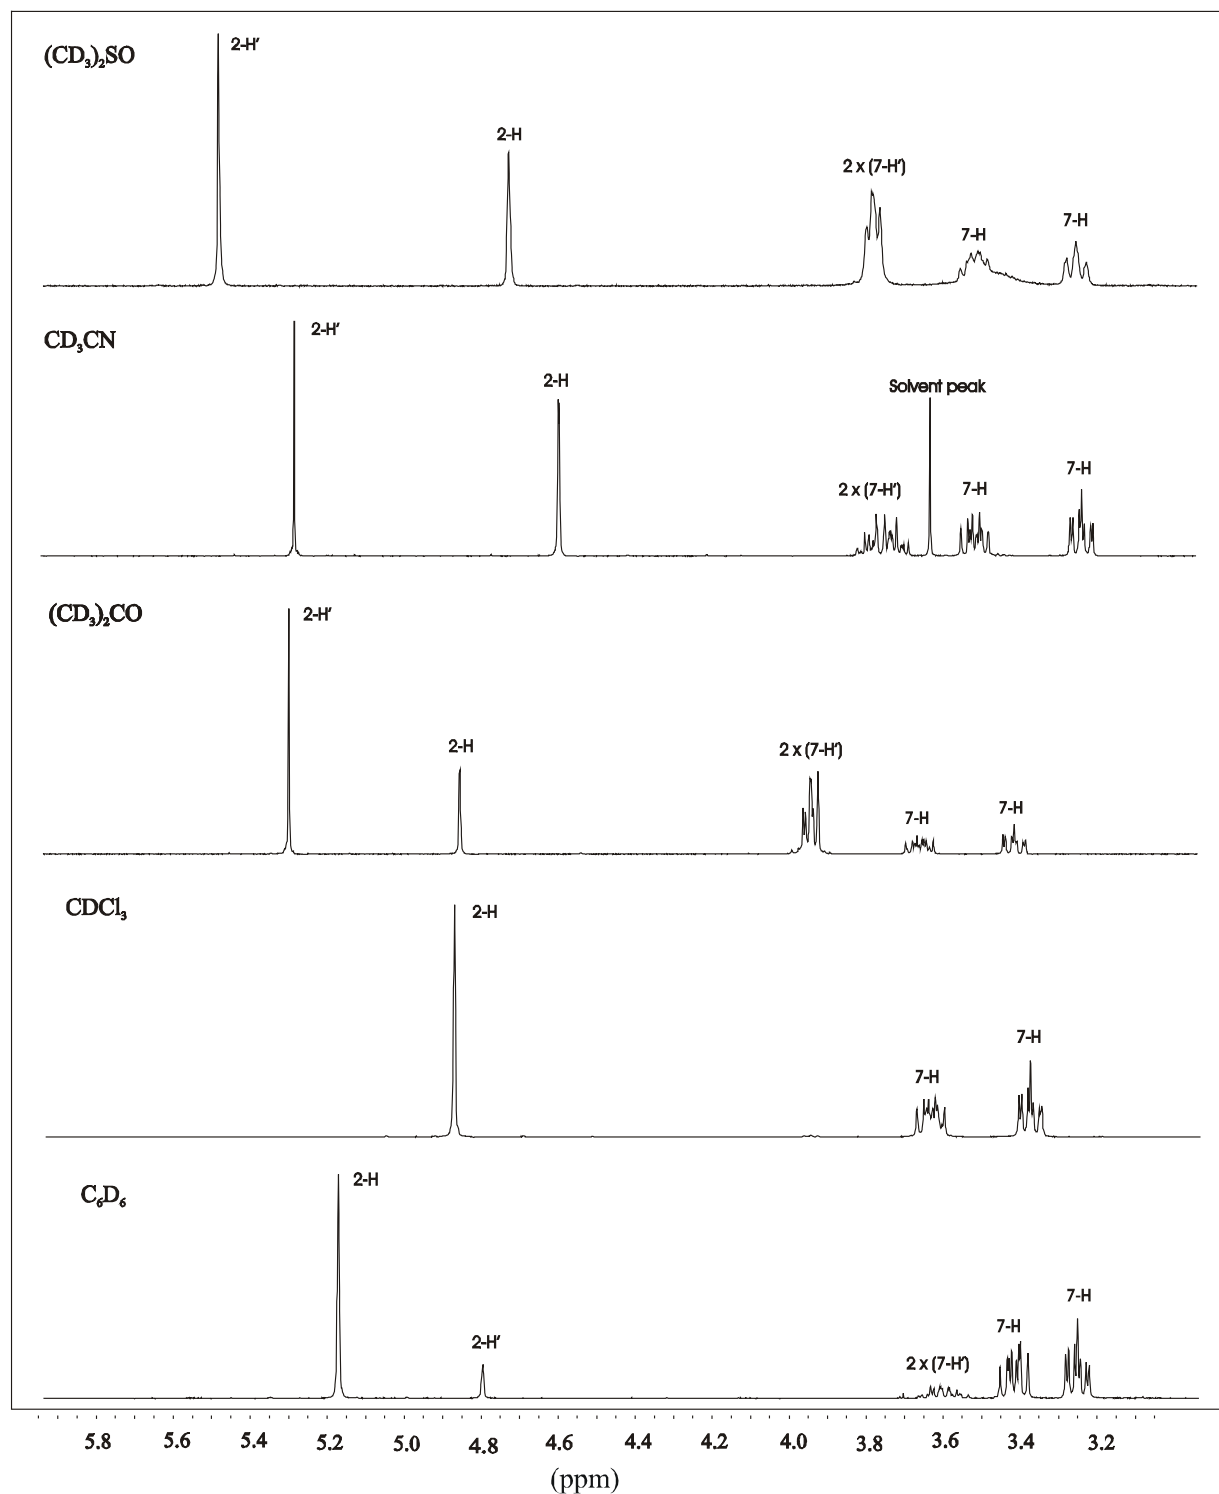 (CD₃)₂SO
2-H'
2-H
2 x (7-H')
7-H
7-H
CD₃CN
2-H'
2-H
Solvent peak
2 x (7-H')
7-H
7-H
(CD₃)₂CO
2-H'
2-H
2 x (7-H')
7-H
7-H
CDCl₃
2-H
7-H
7-H
C₆D₆
2-H
2-H'
2 x (7-H')
7-H
7-H
5.8 5.6 5.4 5.2 5.0 4.8 4.6 4.4 4.2 4.0 3.8 3.6 3.4 3.2
(ppm)